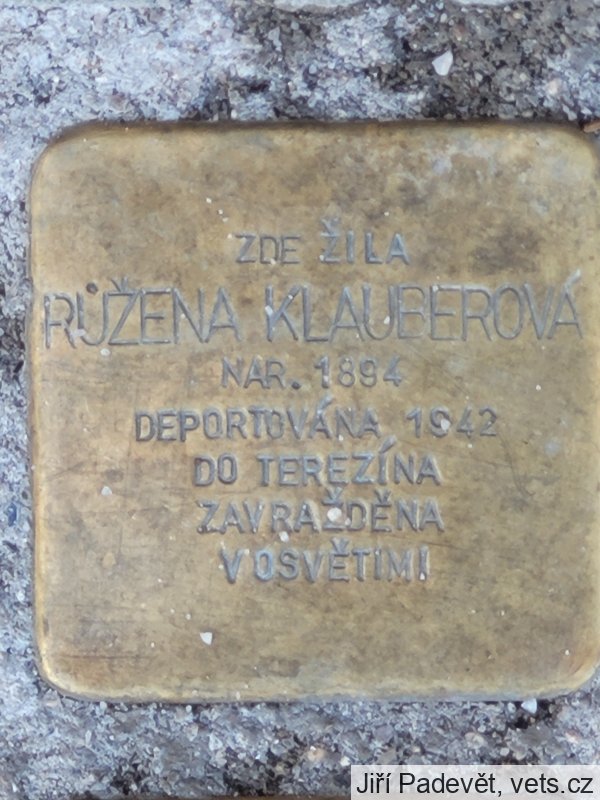 ZDE ŽILA
RŮŽENA KLAUBEROVÁ
NAR. 1894
DEPORTOVÁNA 1942
DO TEREZÍNA
ZAVRAŽDĚNA
V OSVĚTIMI
Jiří Padevět, vets.cz